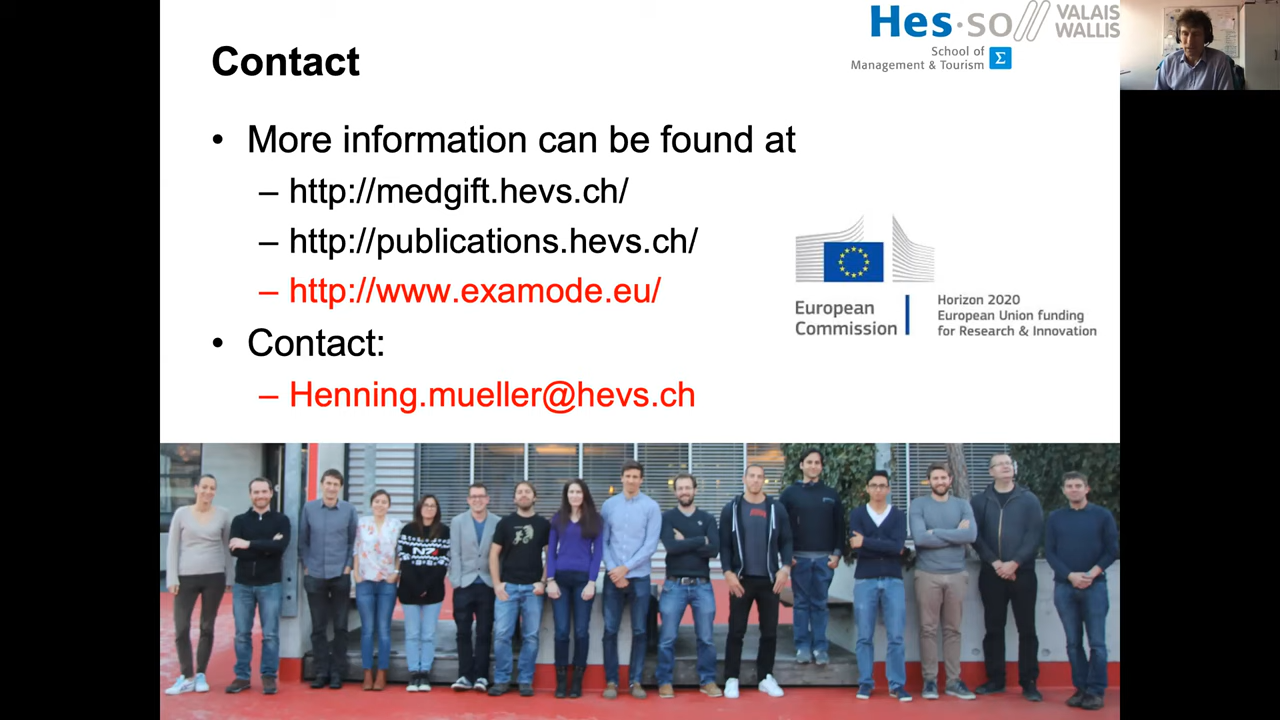 Hes·so VALAIS
WALLIS
School of
Management & Tourism Σ
Contact
• More information can be found at
– http://medgift.hevs.ch/
– http://publications.hevs.ch/
– http://www.examode.eu/
• Contact:
– Henning.mueller@hevs.ch
European
Commission
Horizon 2020
European Union funding
for Research & Innovation
N7